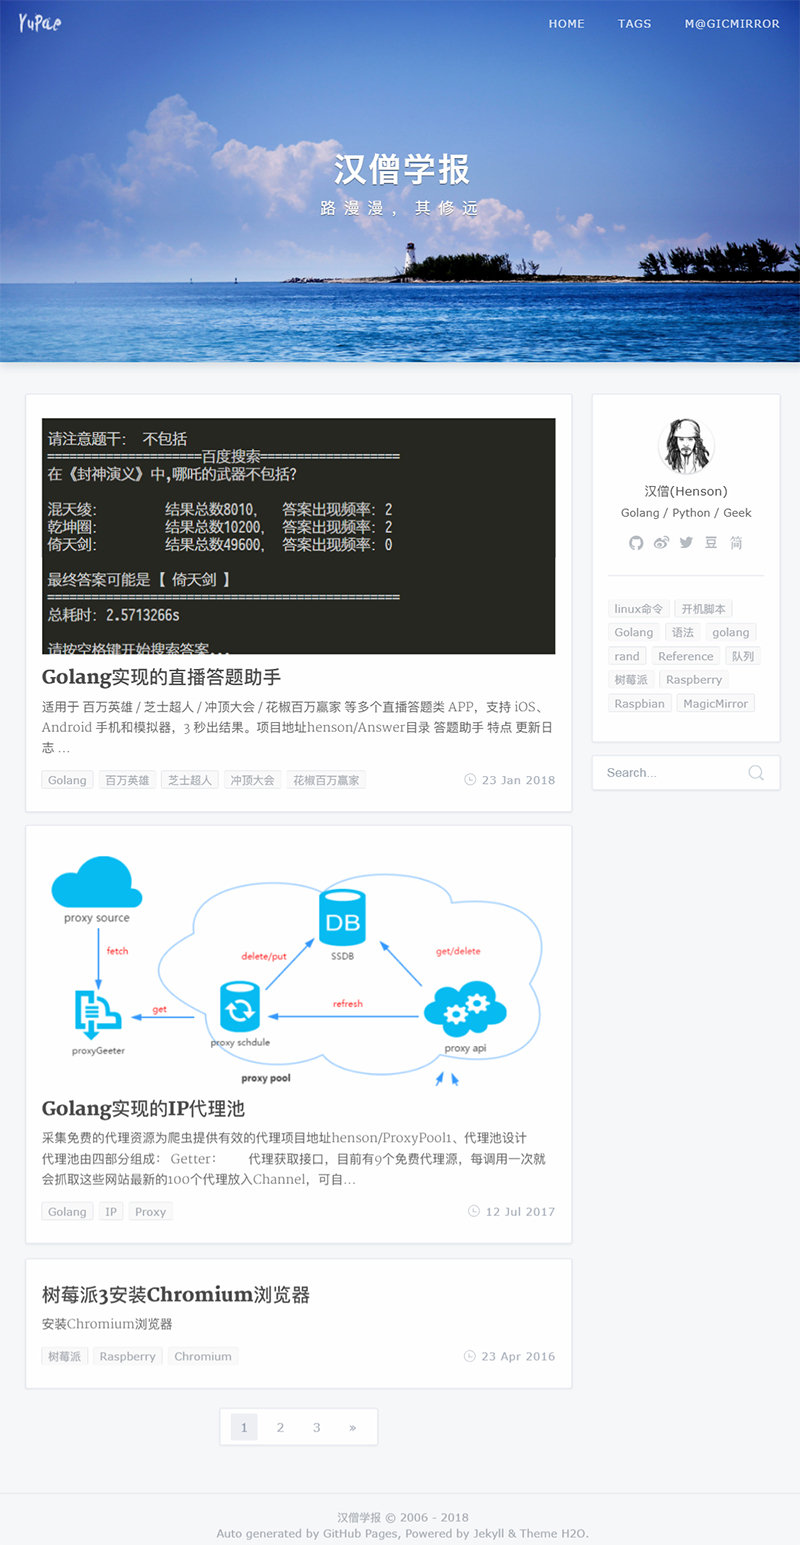 YuPae
HOME TAGS M@GICMIRROR
汉僧学报
路漫漫，其修远
请注意题干： 不包括
=====================百度搜索===================
在《封神演义》中,哪吒的武器不包括?
混天绫: 结果总数8010, 答案出现频率: 2
乾坤圈: 结果总数10200, 答案出现频率: 2
倚天剑: 结果总数49600, 答案出现频率: 0
最终答案可能是【 倚天剑 】
================================================
总耗时: 2.5713266s
请按空格键开始搜索答案...
Golang实现的直播答题助手
适用于 百万英雄 / 芝士超人 / 冲顶大会 / 花椒百万赢家 等多个直播答题类 APP，支持 iOS、
Android 手机和模拟器，3 秒出结果。项目地址henson/Answer目录 答题助手 特点 更新日
志 ...
Golang 百万英雄 芝士超人 冲顶大会 花椒百万赢家 23 Jan 2018
汉僧(Henson)
Golang / Python / Geek
豆 简
linux命令 开机脚本
Golang 语法 golang
rand Reference 队列
树莓派 Raspberry
Raspbian MagicMirror
Search...
proxy source
fetch
DB
SSDB
delete/put
get/delete
get
refresh
proxy schdule
proxyGeeter
proxy api
proxy pool
Golang实现的IP代理池
采集免费的代理资源为爬虫提供有效的代理项目地址henson/ProxyPool1、代理池设计
代理池由四部分组成： Getter： 代理获取接口，目前有9个免费代理源，每调用一次就
会抓取这些网站最新的100个代理放入Channel，可自...
Golang IP Proxy 12 Jul 2017
树莓派3安装Chromium浏览器
安装Chromium浏览器
树莓派 Raspberry Chromium 23 Apr 2016
1 2 3 »
汉僧学报 © 2006 - 2018
Auto generated by GitHub Pages, Powered by Jekyll & Theme H2O.